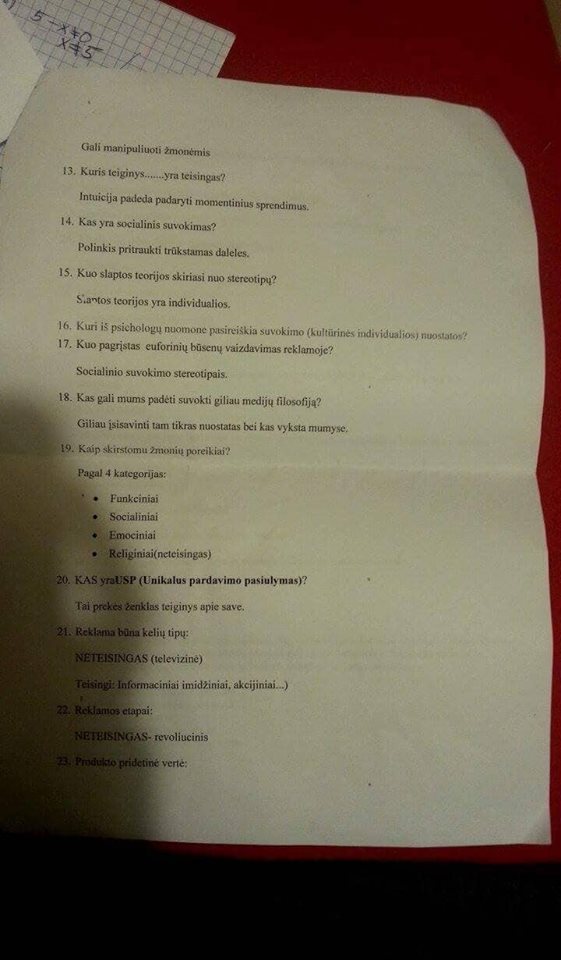 5-x≠0
x≠5
Gali manipuliuoti žmonėmis
13. Kuris teiginys.......yra teisingas?
Intuicija padeda padaryti momentinius sprendimus.
14. Kas yra socialinis suvokimas?
Polinkis pritraukti trūkstamas daleles.
15. Kuo slaptos teorijos skiriasi nuo stereotipų?
Slaptos teorijos yra individualios.
16. Kuri iš psichologų nuomonė pasireiškia suvokimo (kultūrinės individualios) nuostatos?
17. Kuo pagrįstas euforinių būsenų vaizdavimas reklamoje?
Socialinio suvokimo stereotipais.
18. Kas gali mums padėti suvokti giliau medijų filosofiją?
Giliau įsisavinti tam tikras nuostatas bei kas vyksta mumyse.
19. Kaip skirstomu žmonių poreikiai?
Pagal 4 kategorijas:
• Funkciniai
• Socialiniai
• Emociniai
• Religiniai(neteisingas)
20. KAS yraUSP (Unikalus pardavimo pasiulymas)?
Tai prekės ženklas teiginys apie save.
21. Reklama būna kelių tipų:
NETEISINGAS (televizinė)
Teisingi: Informaciniai imidžiniai, akcijiniai...)
22. Reklamos etapai:
NETEISINGAS- revoliucinis
23. Produkto pridetinė vertė: